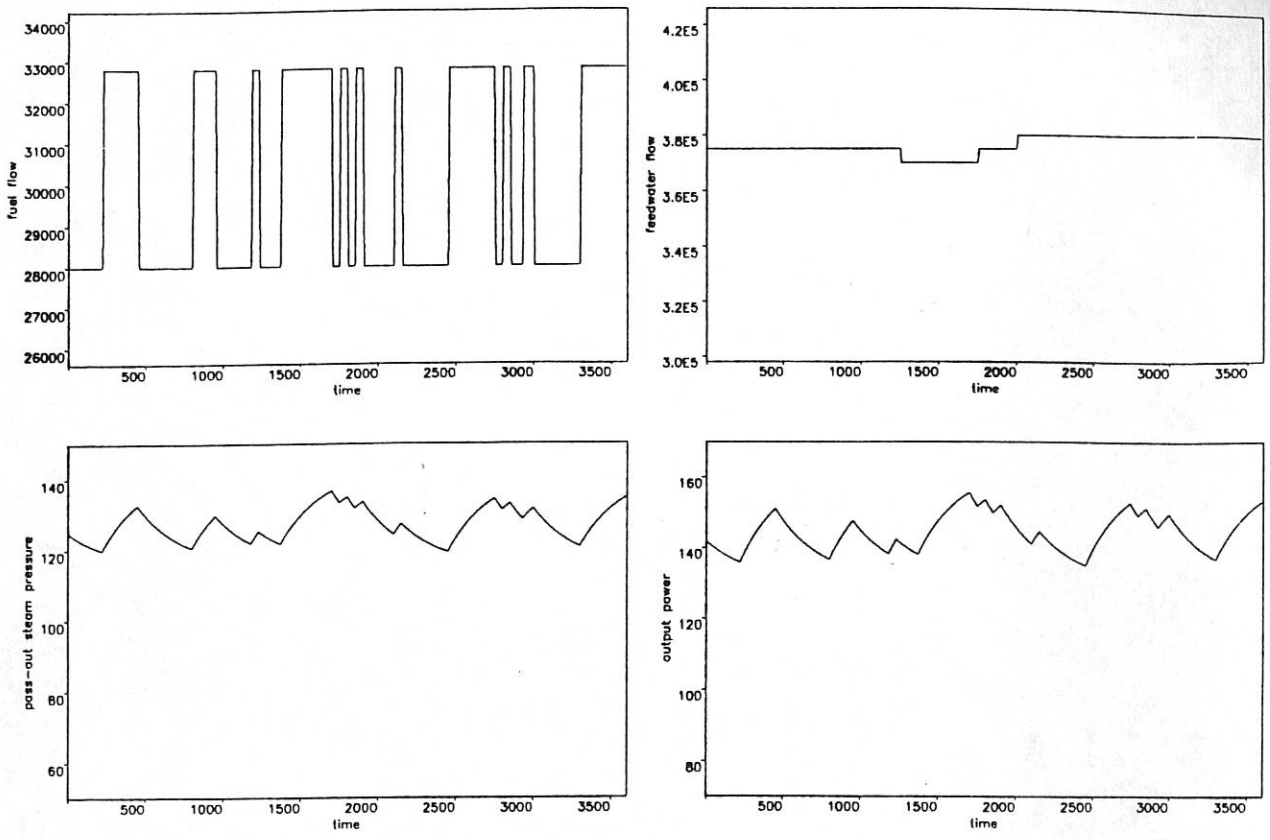 34000
33000
32000
31000
30000
29000
28000
27000
26000
fuel flow
500 1000 1500 2000 2500 3000 3500
time
4.2E5
4.0E5
3.8E5
3.6E5
3.4E5
3.2E5
3.0E5
feedwater flow
500 1000 1500 2000 2500 3000 3500
time
140
120
100
80
60
pass-out steam pressure
500 1000 1500 2000 2500 3000 3500
time
160
140
120
100
80
output power
500 1000 1500 2000 2500 3000 3500
time